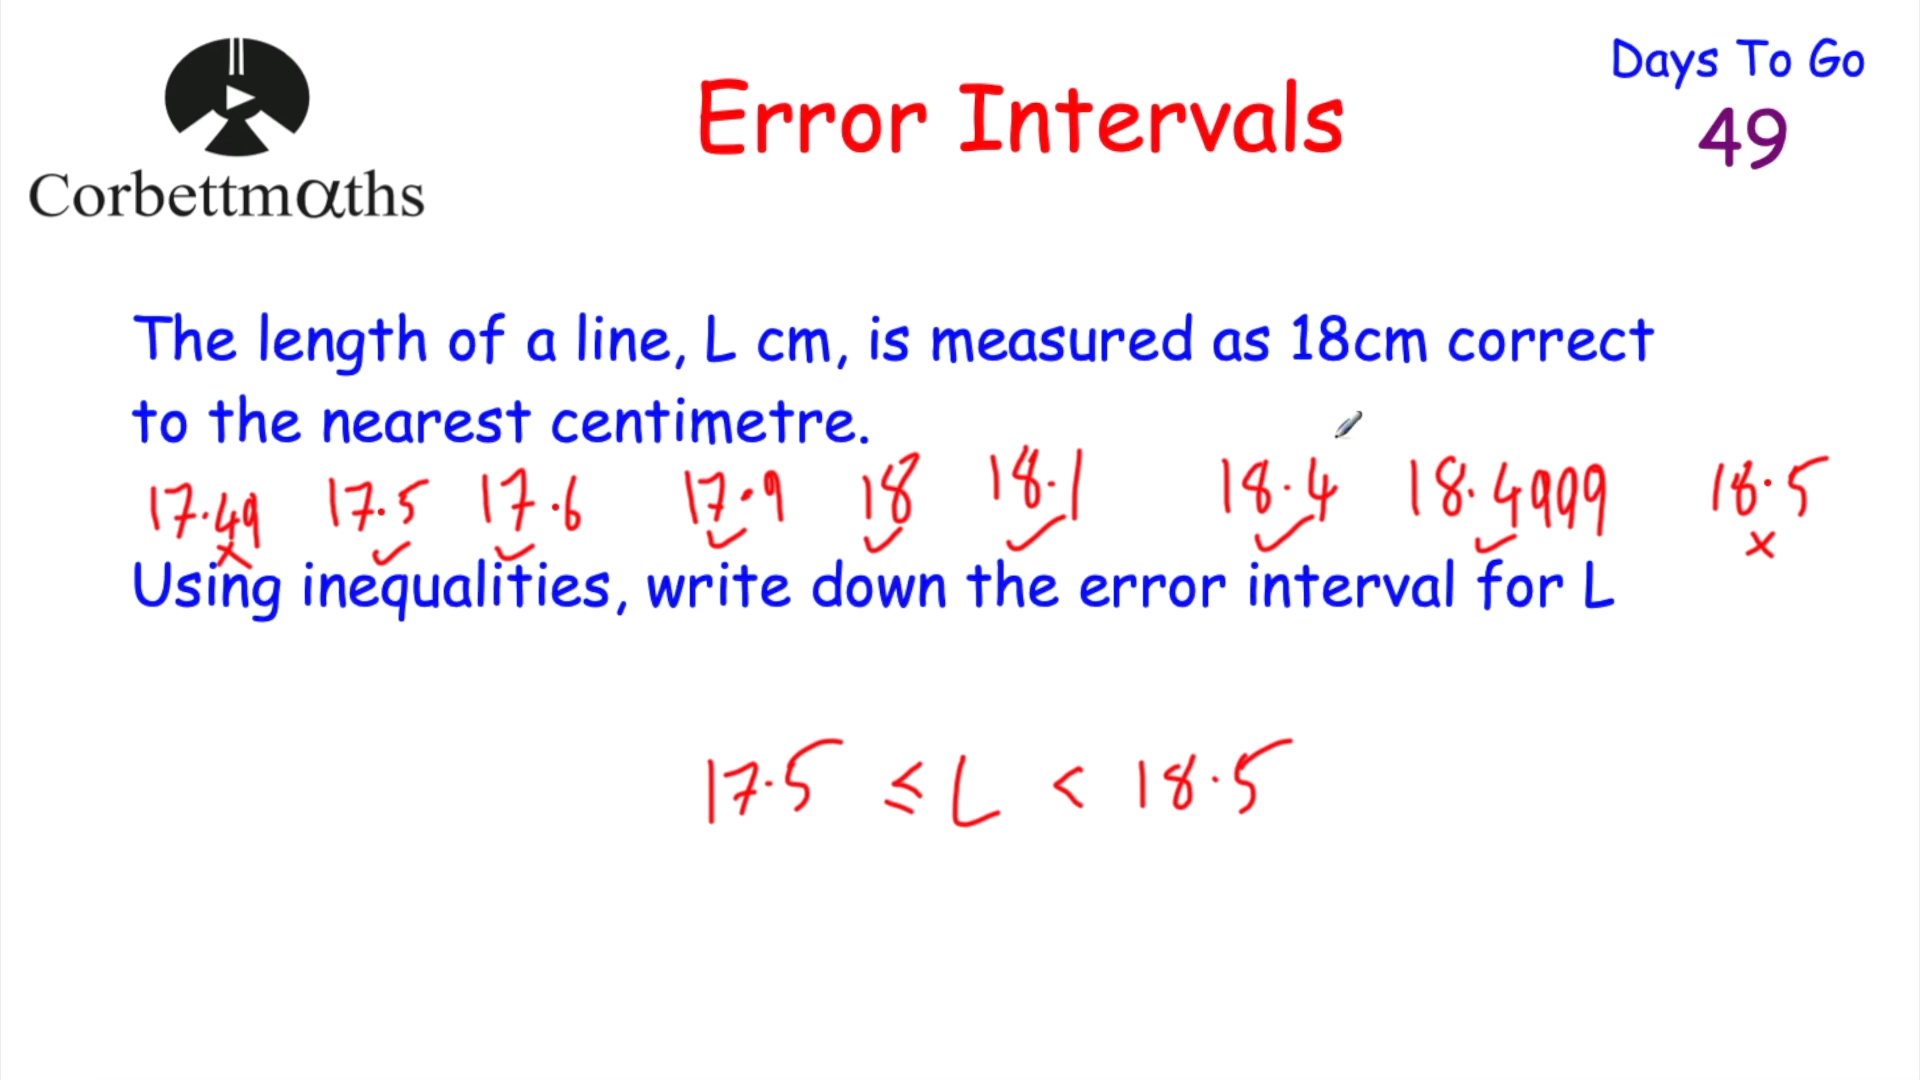 Corbettmαths
Error Intervals
Days To Go
49
The length of a line, L cm, is measured as 18cm correct
to the nearest centimetre.
17.49 17.5 17.6 17.9 18 18.1 18.4 18.4999 18.5
Using inequalities, write down the error interval for L
17.5 ≤ L < 18.5